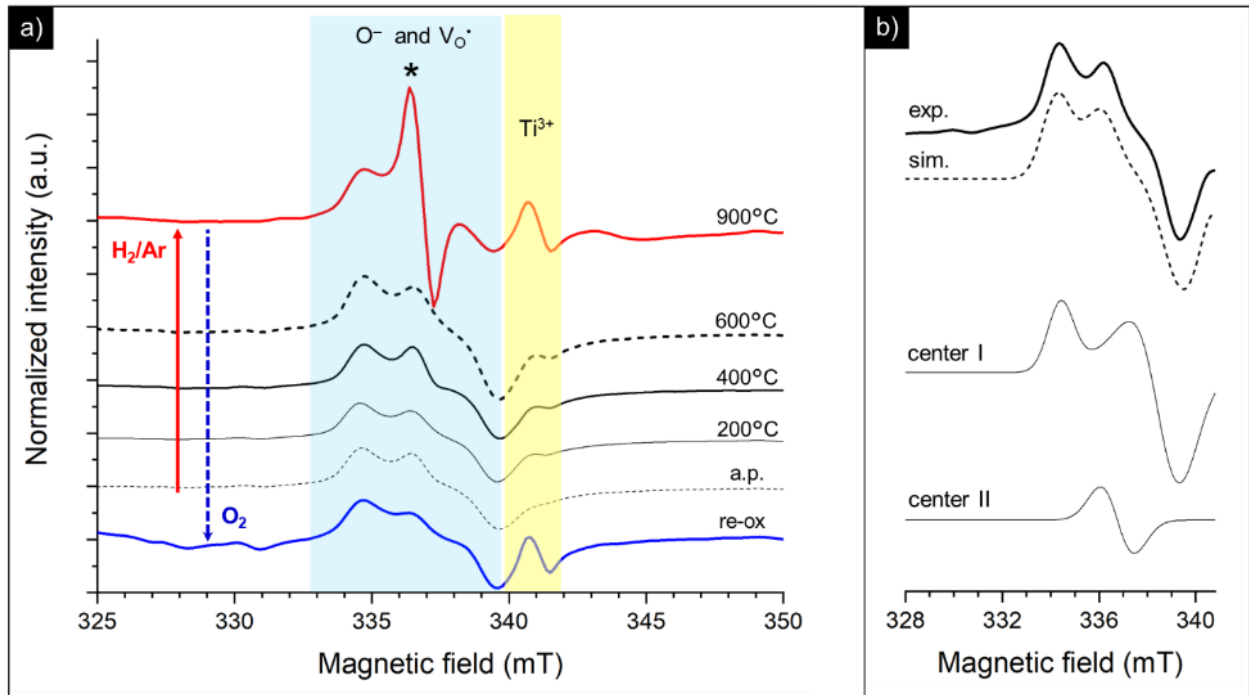 a)
O⁻ and V_O•
*
Ti³⁺
900°C
H₂/Ar
600°C
400°C
200°C
a.p.
O₂
re-ox
Normalized intensity (a.u.)
325 330 335 340 345 350
Magnetic field (mT)
b)
exp.
sim.
center I
center II
328 332 336 340
Magnetic field (mT)